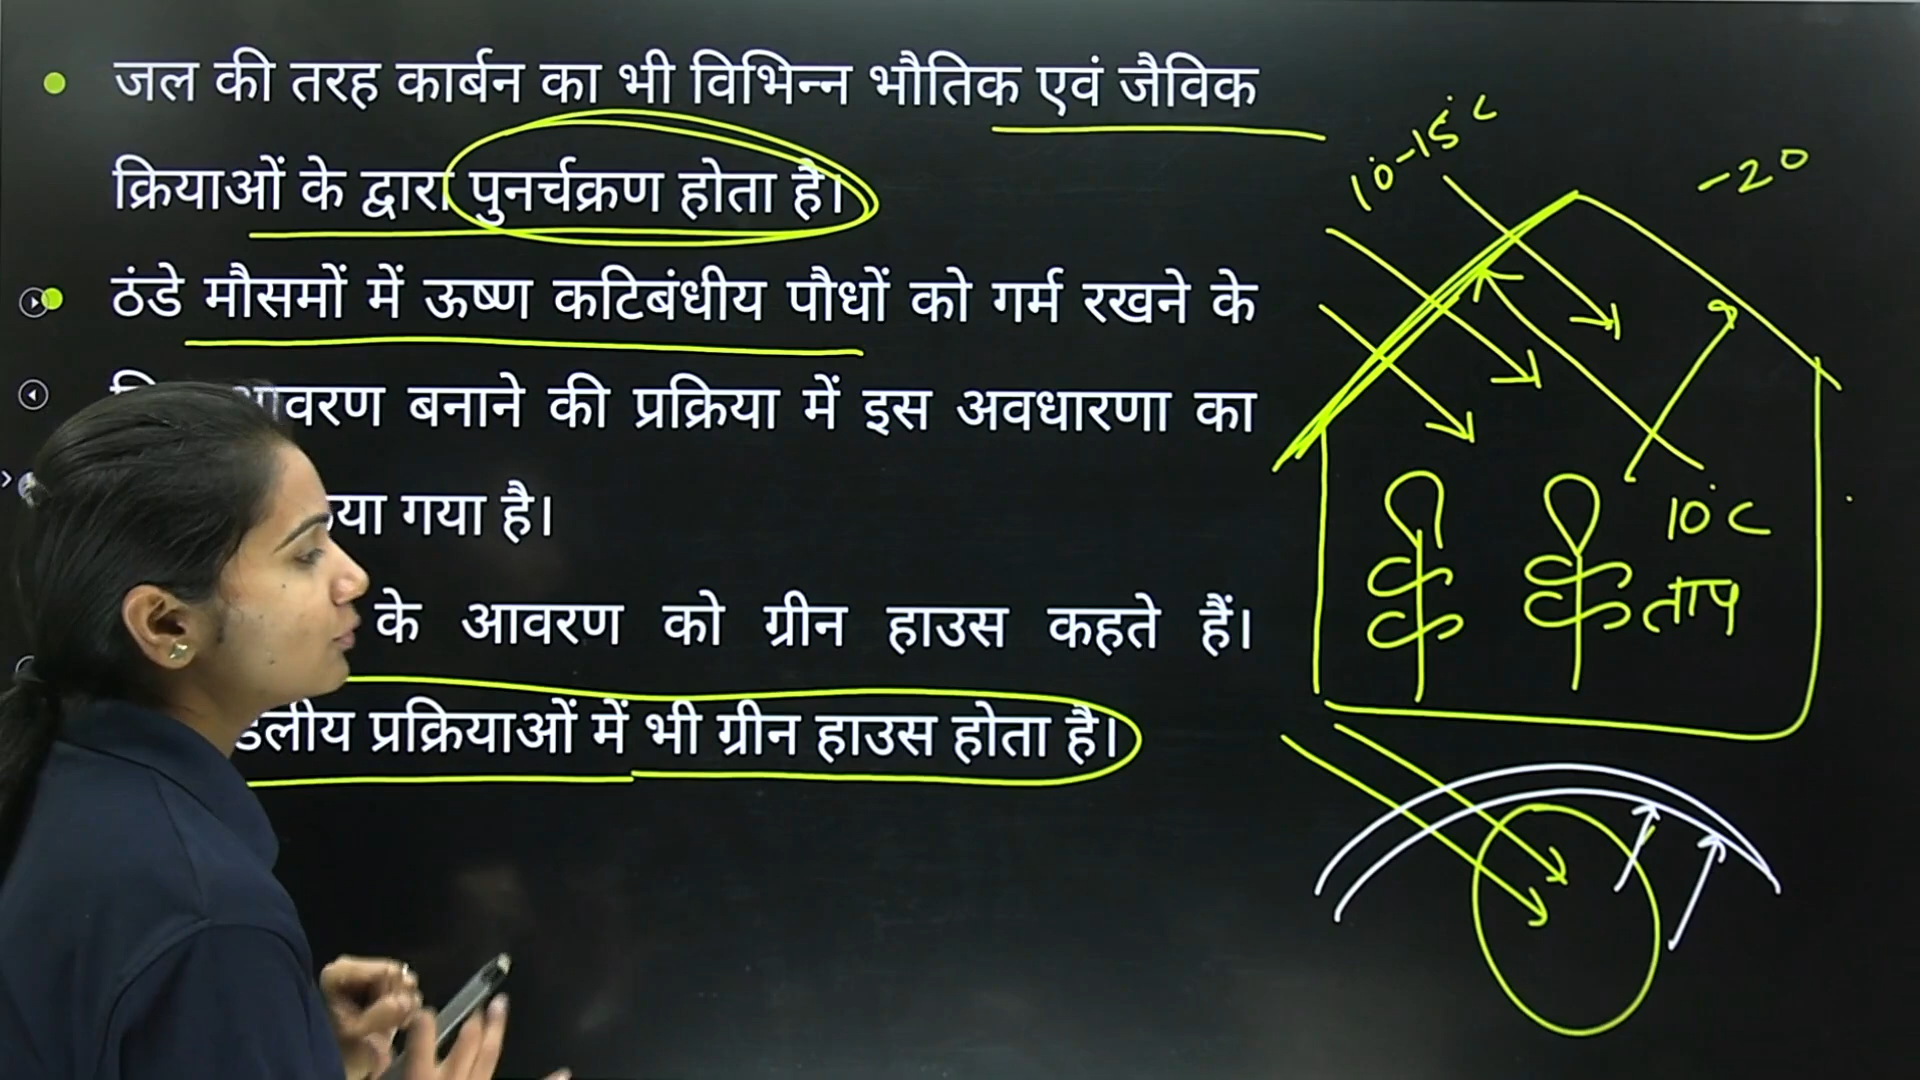 जल की तरह कार्बन का भी विभिन्न भौतिक एवं जैविक
क्रियाओं के द्वारा पुनर्चक्रण होता है।
ठंडे मौसमों में ऊष्ण कटिबंधीय पौधों को गर्म रखने के
आवरण बनाने की प्रक्रिया में इस अवधारणा का
गया है।
के आवरण को ग्रीन हाउस कहते हैं।
प्रक्रियाओं में भी ग्रीन हाउस होता है।
10-15°C
-20
10°C
ताप